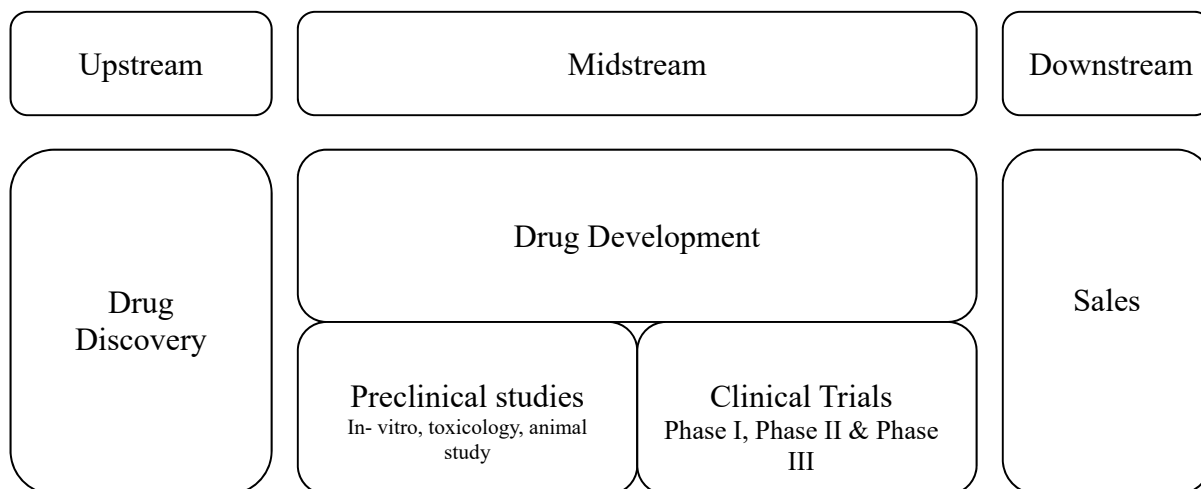 Upstream
Midstream
Downstream
Drug
Discovery
Drug Development
Preclinical studies
In- vitro, toxicology, animal
study
Clinical Trials
Phase I, Phase II & Phase
III
Sales